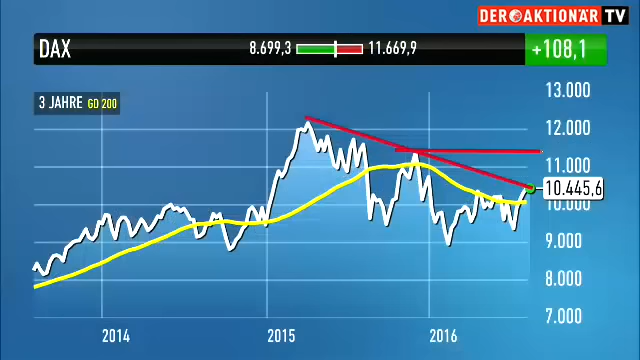 DER AKTIONÄR TV
DAX 8.699,3 11.669,9 +108,1
3 JAHRE GD 200
13.000
12.000
11.000
10.445,6
10.000
9.000
8.000
7.000
2014 2015 2016